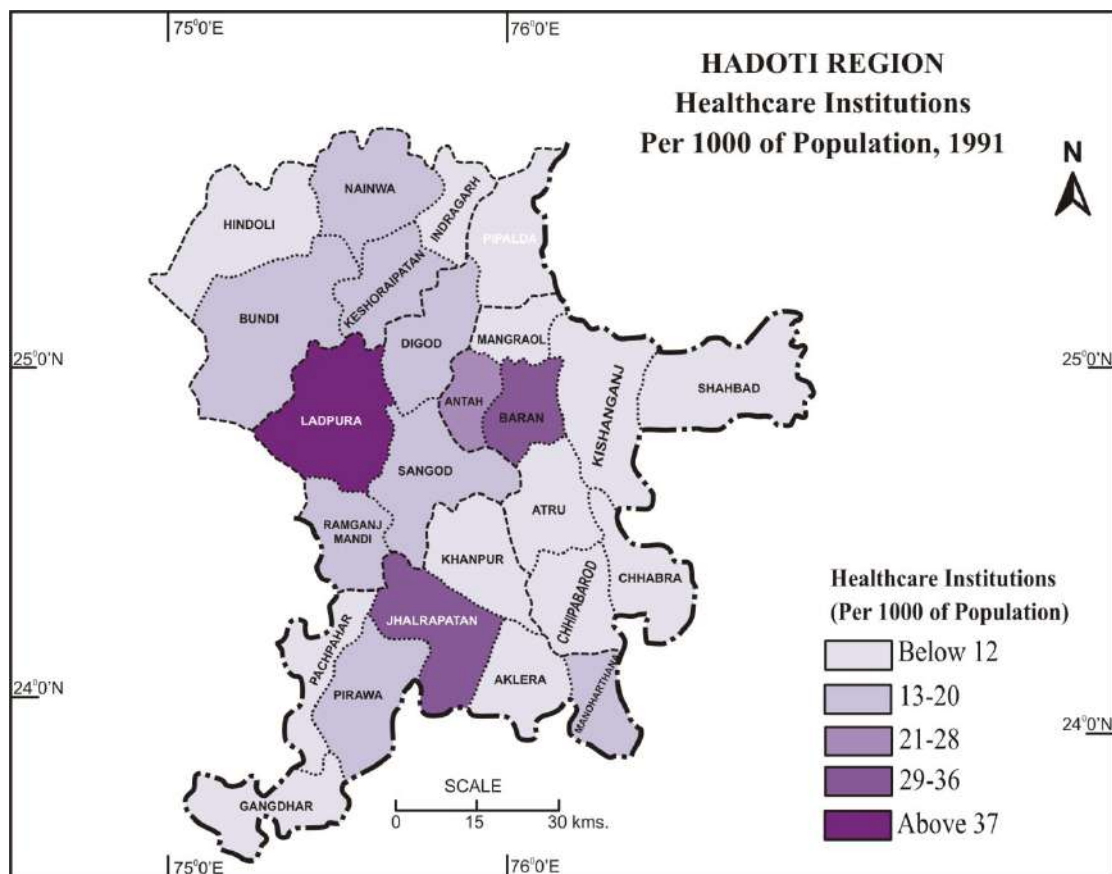 75°0'E
76°0'E
HADOTI REGION
Healthcare Institutions
Per 1000 of Population, 1991
N
NAINWA
INDRAGARH
HINDOLI
PIPALDA
KESHORAIPATAN
BUNDI
DIGOD
MANGRAOL
25°0'N
25°0'N
KISHANGANJ
SHAHBAD
ANTAH
BARAN
LADPURA
SANGOD
ATRU
RAMGANJ
MANDI
KHANPUR
CHHIPABAROD
CHHABRA
JHALRAPATAN
PACHPAHAR
AKLERA
MANOHARTHANA
PIRAWA
24°0'N
24°0'N
GANGDHAR
SCALE
0 15 30 kms.
Healthcare Institutions
(Per 1000 of Population)
Below 12
13-20
21-28
29-36
Above 37
75°0'E
76°0'E